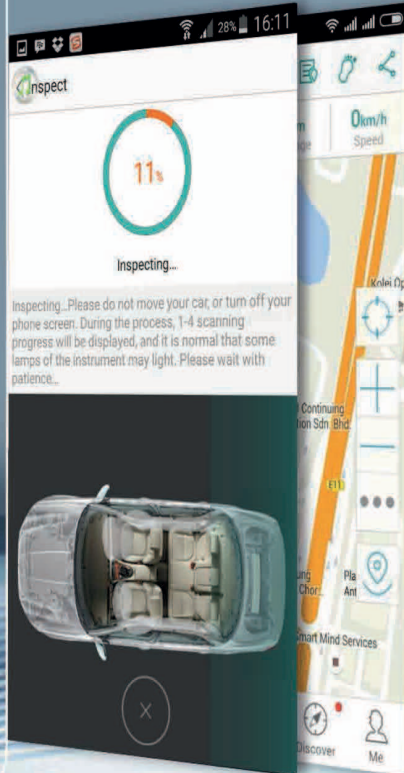 28% 16:11
Inspect
11%
Inspecting...
Inspecting...Please do not move your car, or turn off your
phone screen. During the process, 1-4 scanning
progress will be displayed, and it is normal that some
lamps of the instrument may light. Please wait with
patience...
0km/h
Speed
Kolej
Continuing
Sdn Bhd
E11
Mind Services
Discover
Me